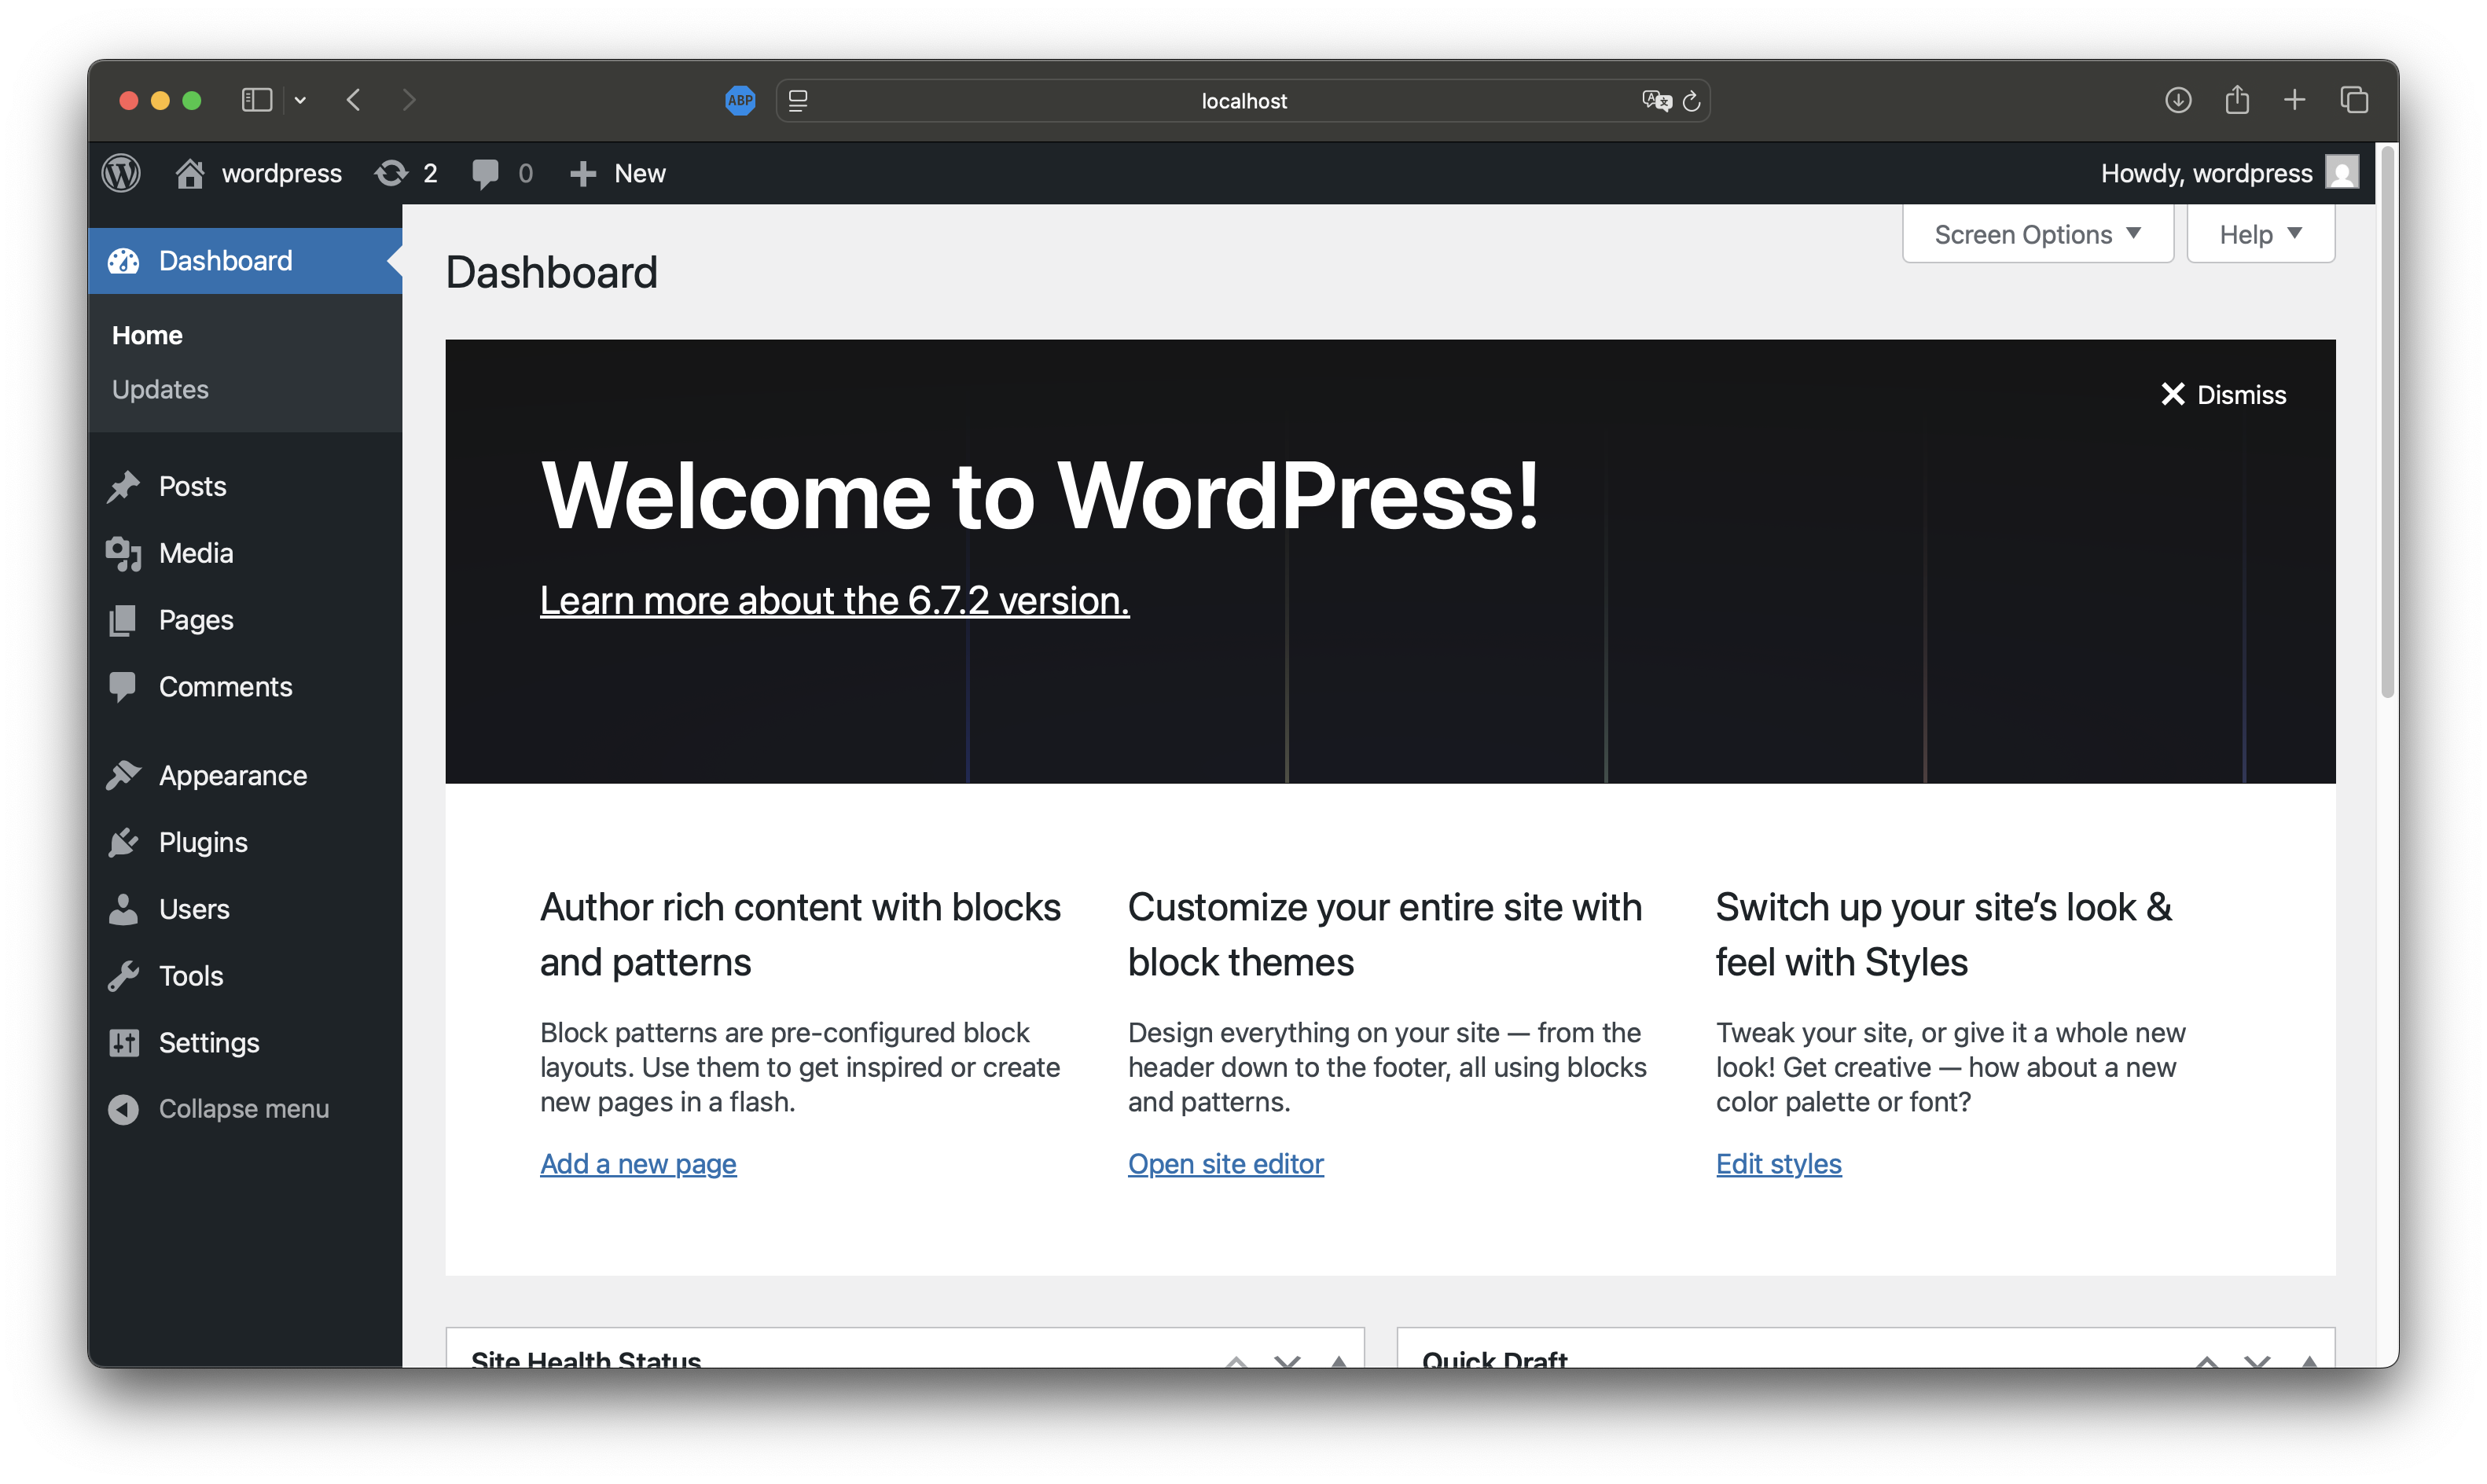 ABP
localhost
wordpress 2 0 New
Howdy, wordpress
Dashboard
Home
Updates
Posts
Media
Pages
Comments
Appearance
Plugins
Users
Tools
Settings
Collapse menu
Screen Options ▼
Help ▼
Dashboard
Dismiss
Welcome to WordPress!
Learn more about the 6.7.2 version.
Author rich content with blocks
and patterns
Block patterns are pre-configured block
layouts. Use them to get inspired or create
new pages in a flash.
Add a new page
Customize your entire site with
block themes
Design everything on your site — from the
header down to the footer, all using blocks
and patterns.
Open site editor
Switch up your site’s look &
feel with Styles
Tweak your site, or give it a whole new
look! Get creative — how about a new
color palette or font?
Edit styles
Site Health Status
Quick Draft